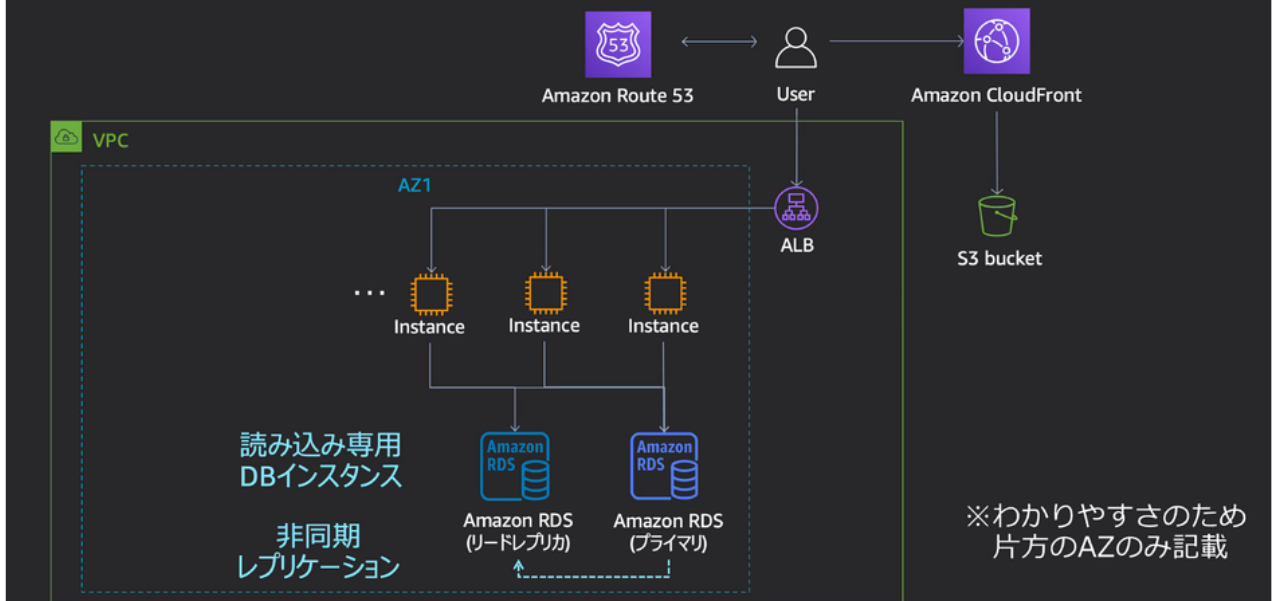 53
Amazon Route 53
User
Amazon CloudFront
VPC
AZ1
ALB
S3 bucket
...
Instance
Instance
Instance
読み込み専用
DBインスタンス
Amazon
RDS
Amazon
RDS
Amazon RDS
(リードレプリカ)
Amazon RDS
(プライマリ)
非同期
レプリケーション
※わかりやすさのため
片方のAZのみ記載